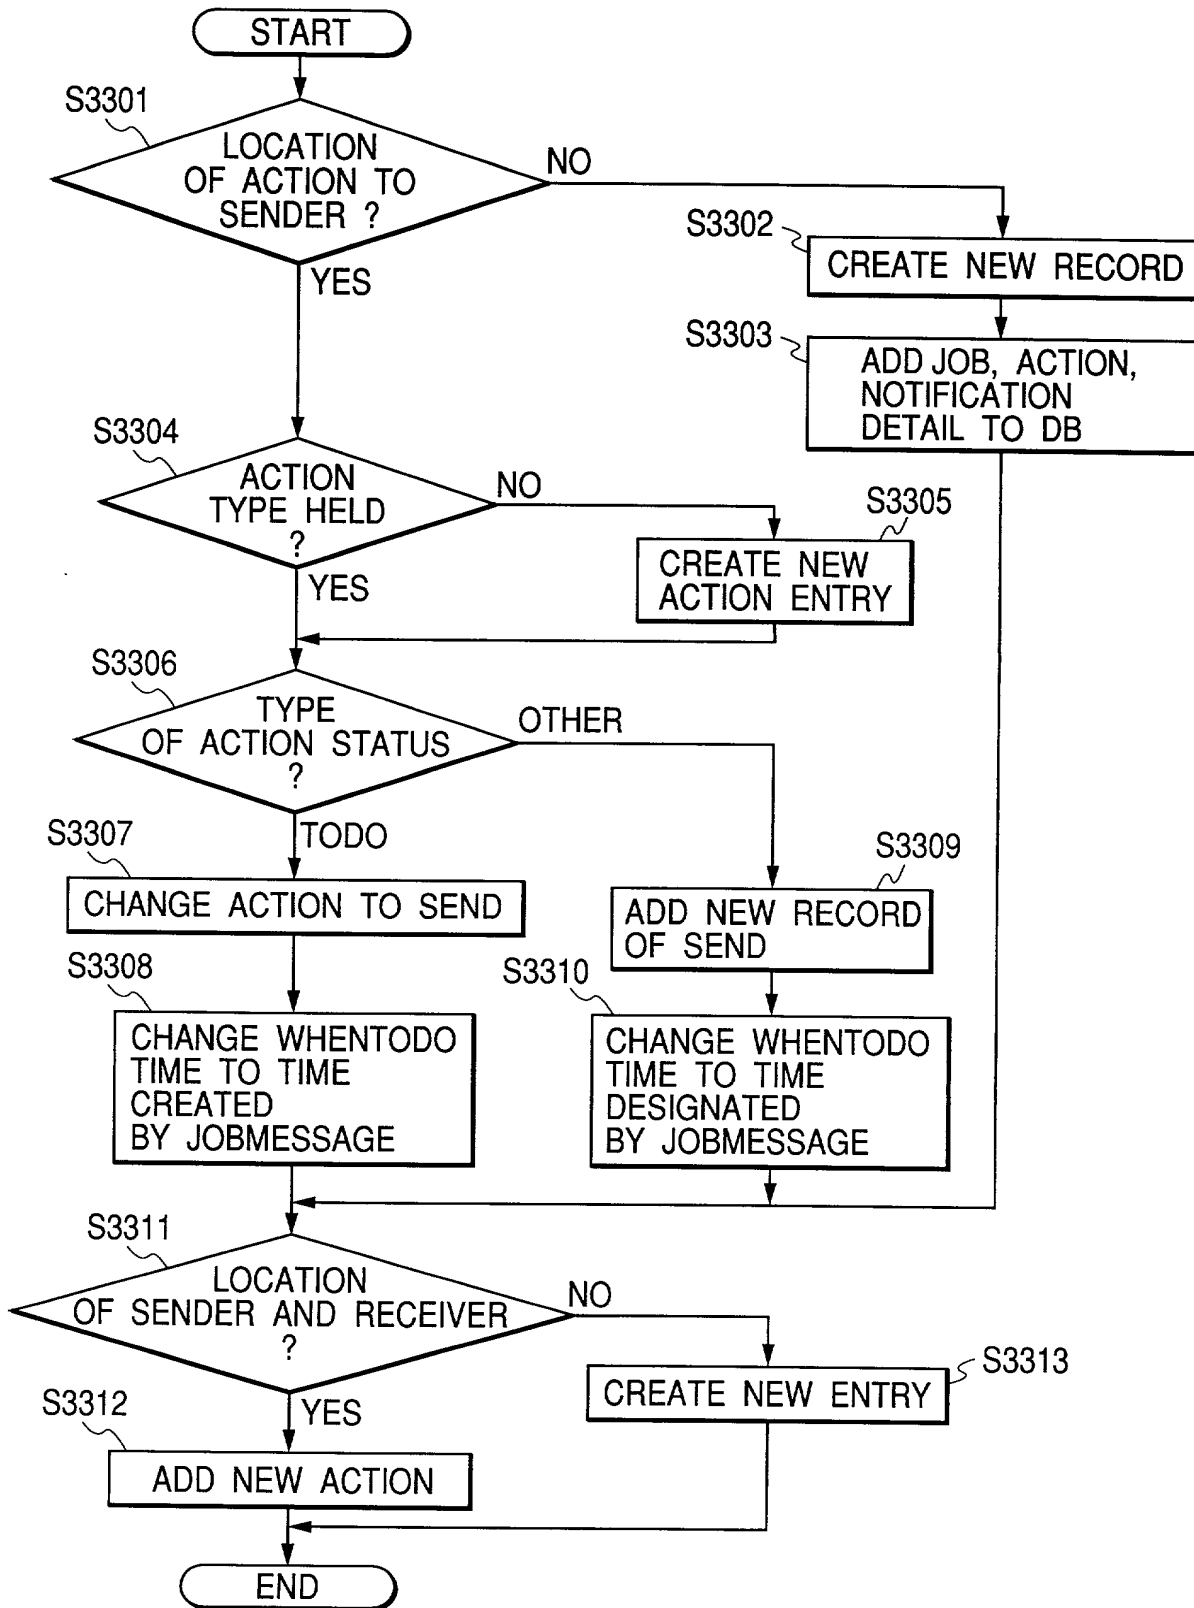 START
S3301
LOCATION
OF ACTION TO
SENDER ?
NO
YES
S3302
CREATE NEW RECORD
S3303
ADD JOB, ACTION,
NOTIFICATION
DETAIL TO DB
S3304
ACTION
TYPE HELD
?
NO
YES
S3305
CREATE NEW
ACTION ENTRY
S3306
TYPE
OF ACTION STATUS
?
OTHER
TODO
S3307
CHANGE ACTION TO SEND
S3308
CHANGE WHENTODO
TIME TO TIME
CREATED
BY JOBMESSAGE
S3309
ADD NEW RECORD
OF SEND
S3310
CHANGE WHENTODO
TIME TO TIME
DESIGNATED
BY JOBMESSAGE
S3311
LOCATION
OF SENDER AND RECEIVER
?
NO
YES
S3312
ADD NEW ACTION
S3313
CREATE NEW ENTRY
END